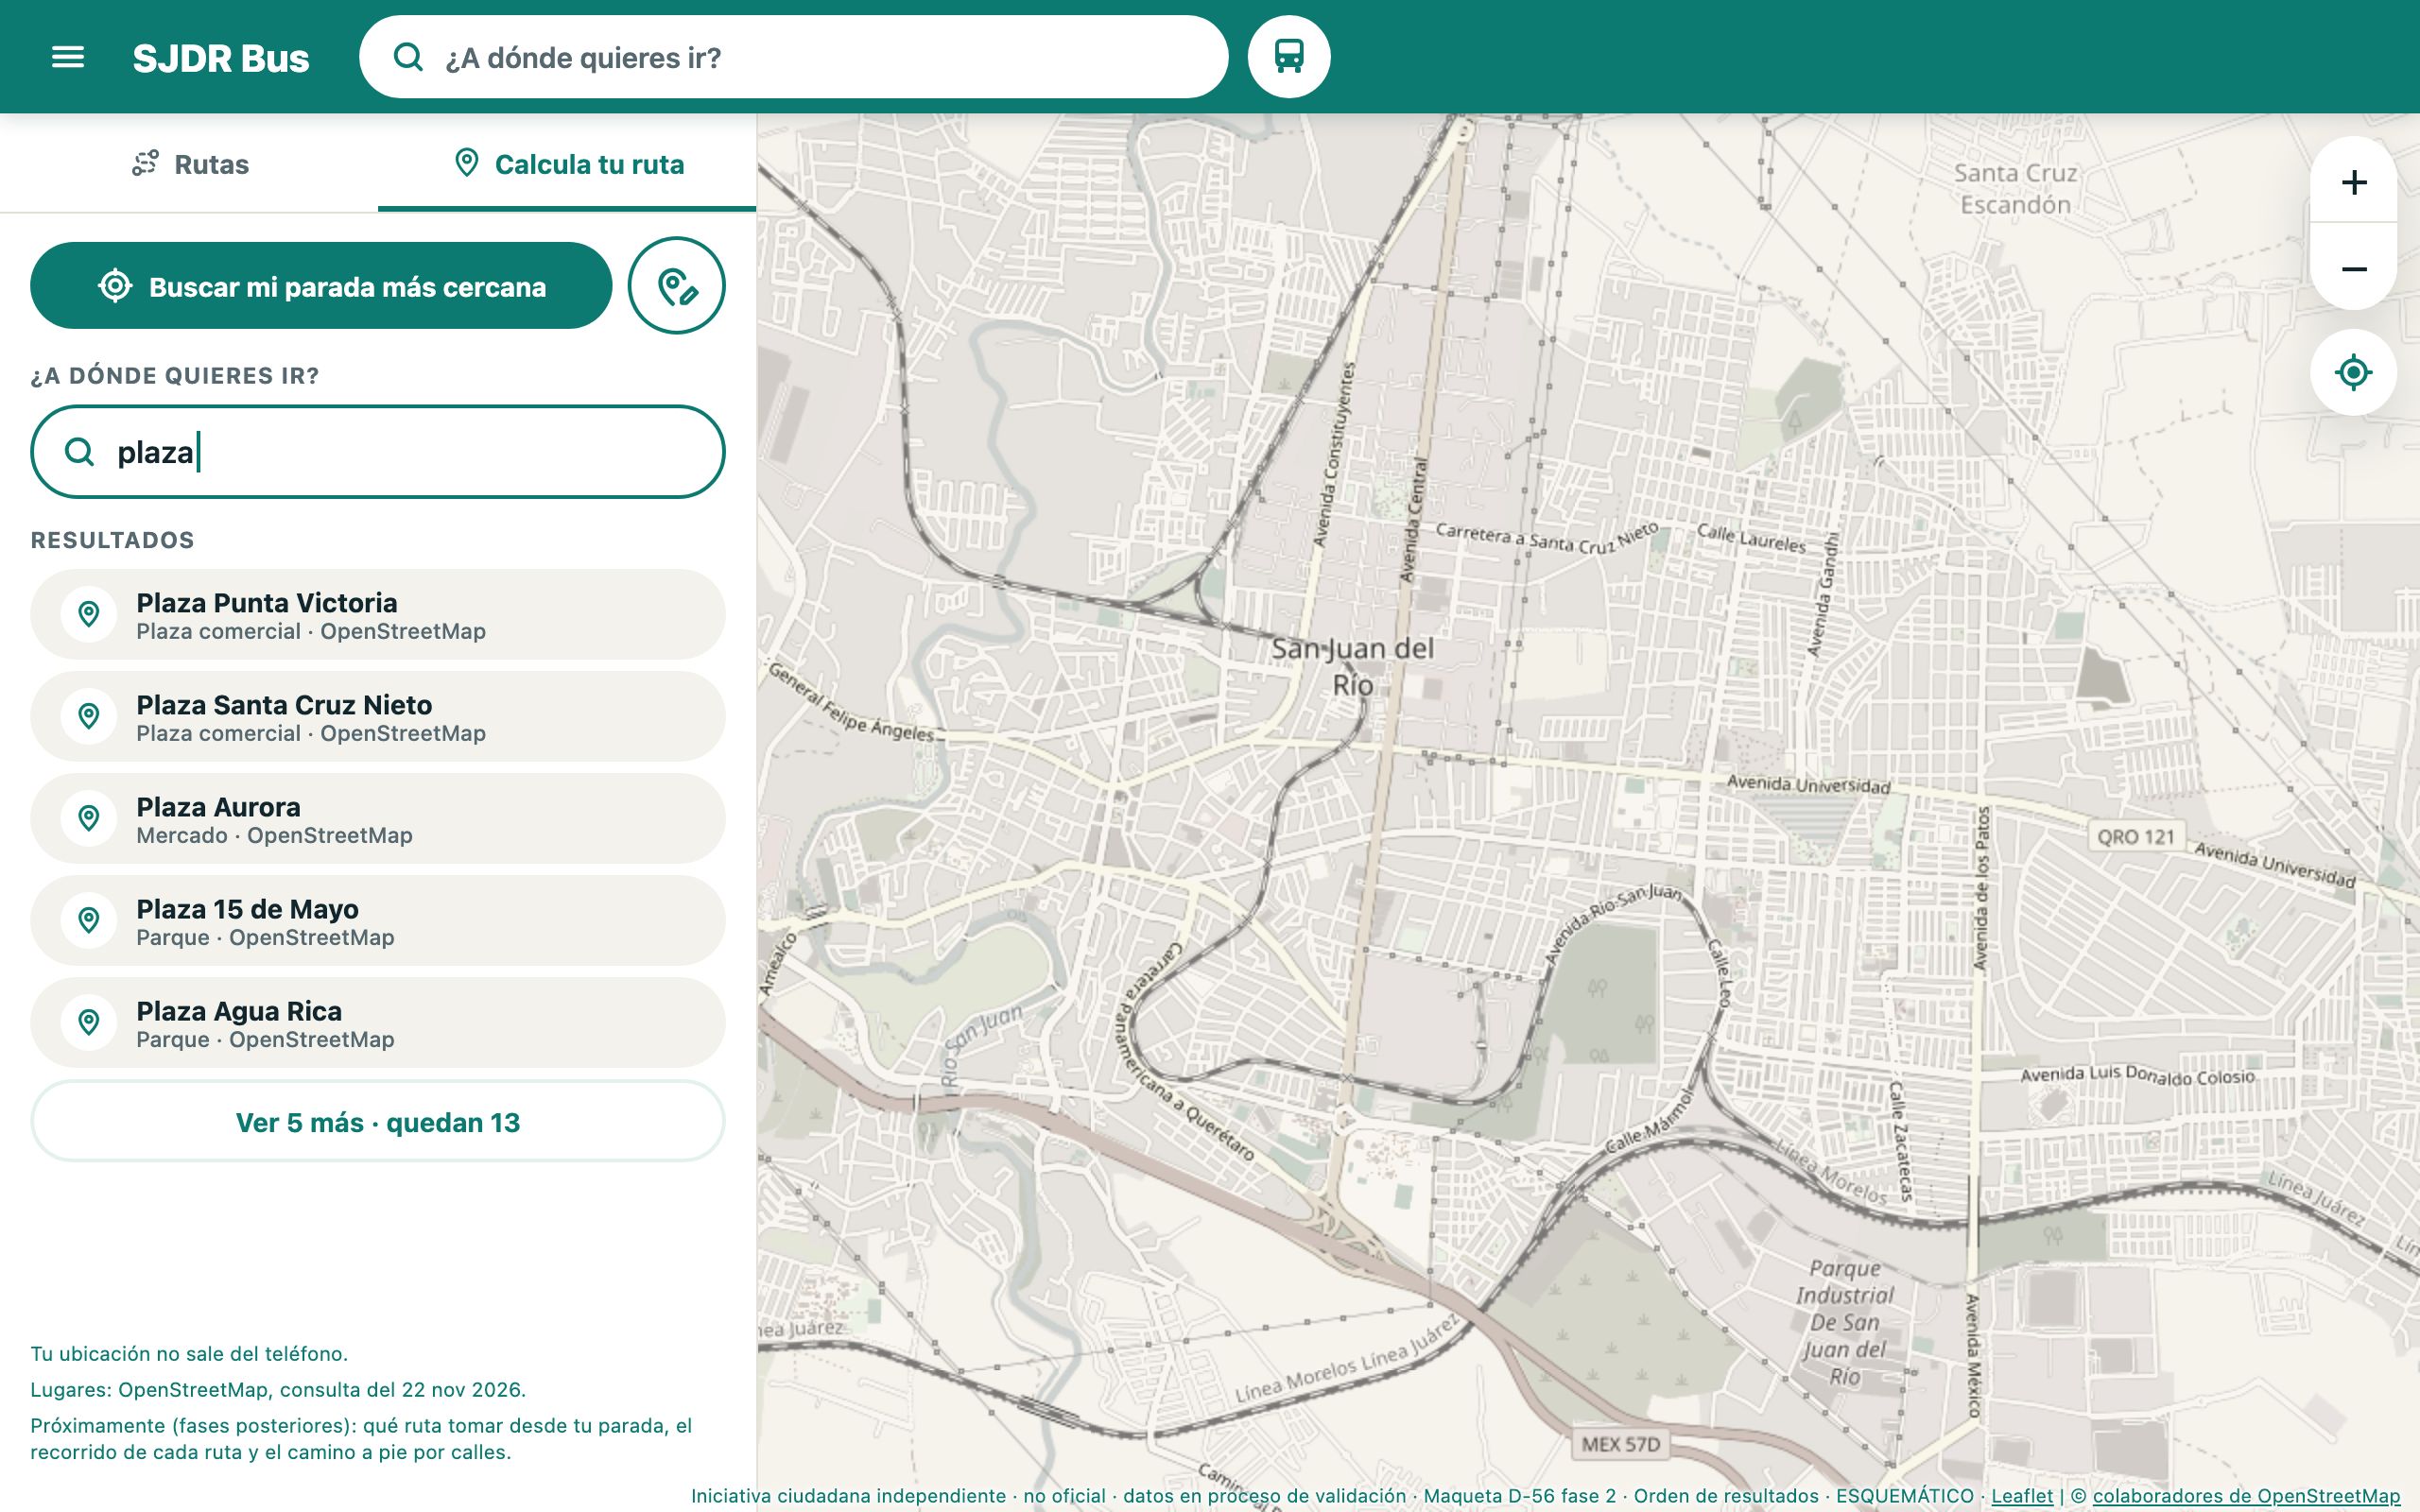 SJDR Bus
¿A dónde quieres ir?
Rutas
Calcula tu ruta
Buscar mi parada más cercana
¿A DÓNDE QUIERES IR?
plaza
RESULTADOS
Plaza Punta Victoria
Plaza comercial · OpenStreetMap
Plaza Santa Cruz Nieto
Plaza comercial · OpenStreetMap
Plaza Aurora
Mercado · OpenStreetMap
Plaza 15 de Mayo
Parque · OpenStreetMap
Plaza Agua Rica
Parque · OpenStreetMap
Ver 5 más · quedan 13
Tu ubicación no sale del teléfono.
Lugares: OpenStreetMap, consulta del 22 nov 2026.
Próximamente (fases posteriores): qué ruta tomar desde tu parada, el
recorrido de cada ruta y el camino a pie por calles.
Santa Cruz
Escandón
+
−
Avenida Constituyentes
Avenida Central
Carretera a Santa Cruz Nieto
Calle Laureles
Avenida Gandhi
San Juan del
Río
General Felipe Ángeles
Avenida Universidad
QRO 121
Avenida Universidad
Avenida de los Patos
Avenida Río San Juan
Calle Leo
Amealco
Río San Juan
Carretera Panamericana a Querétaro
Avenida Luis Donaldo Colosio
Calle Mármol
Calle Zacatecas
Línea Morelos
Línea Juárez
Lín
Parque
Industrial
De San
Juan del
Río
Avenida México
nea Juárez
Línea Morelos Línea Juárez
MEX 57D
Iniciativa ciudadana independiente · no oficial · datos en proceso de validación · Maqueta D-56 fase 2 · Orden de resultados · ESQUEMÁTICO · Leaflet | © colaboradores de OpenStreetMap